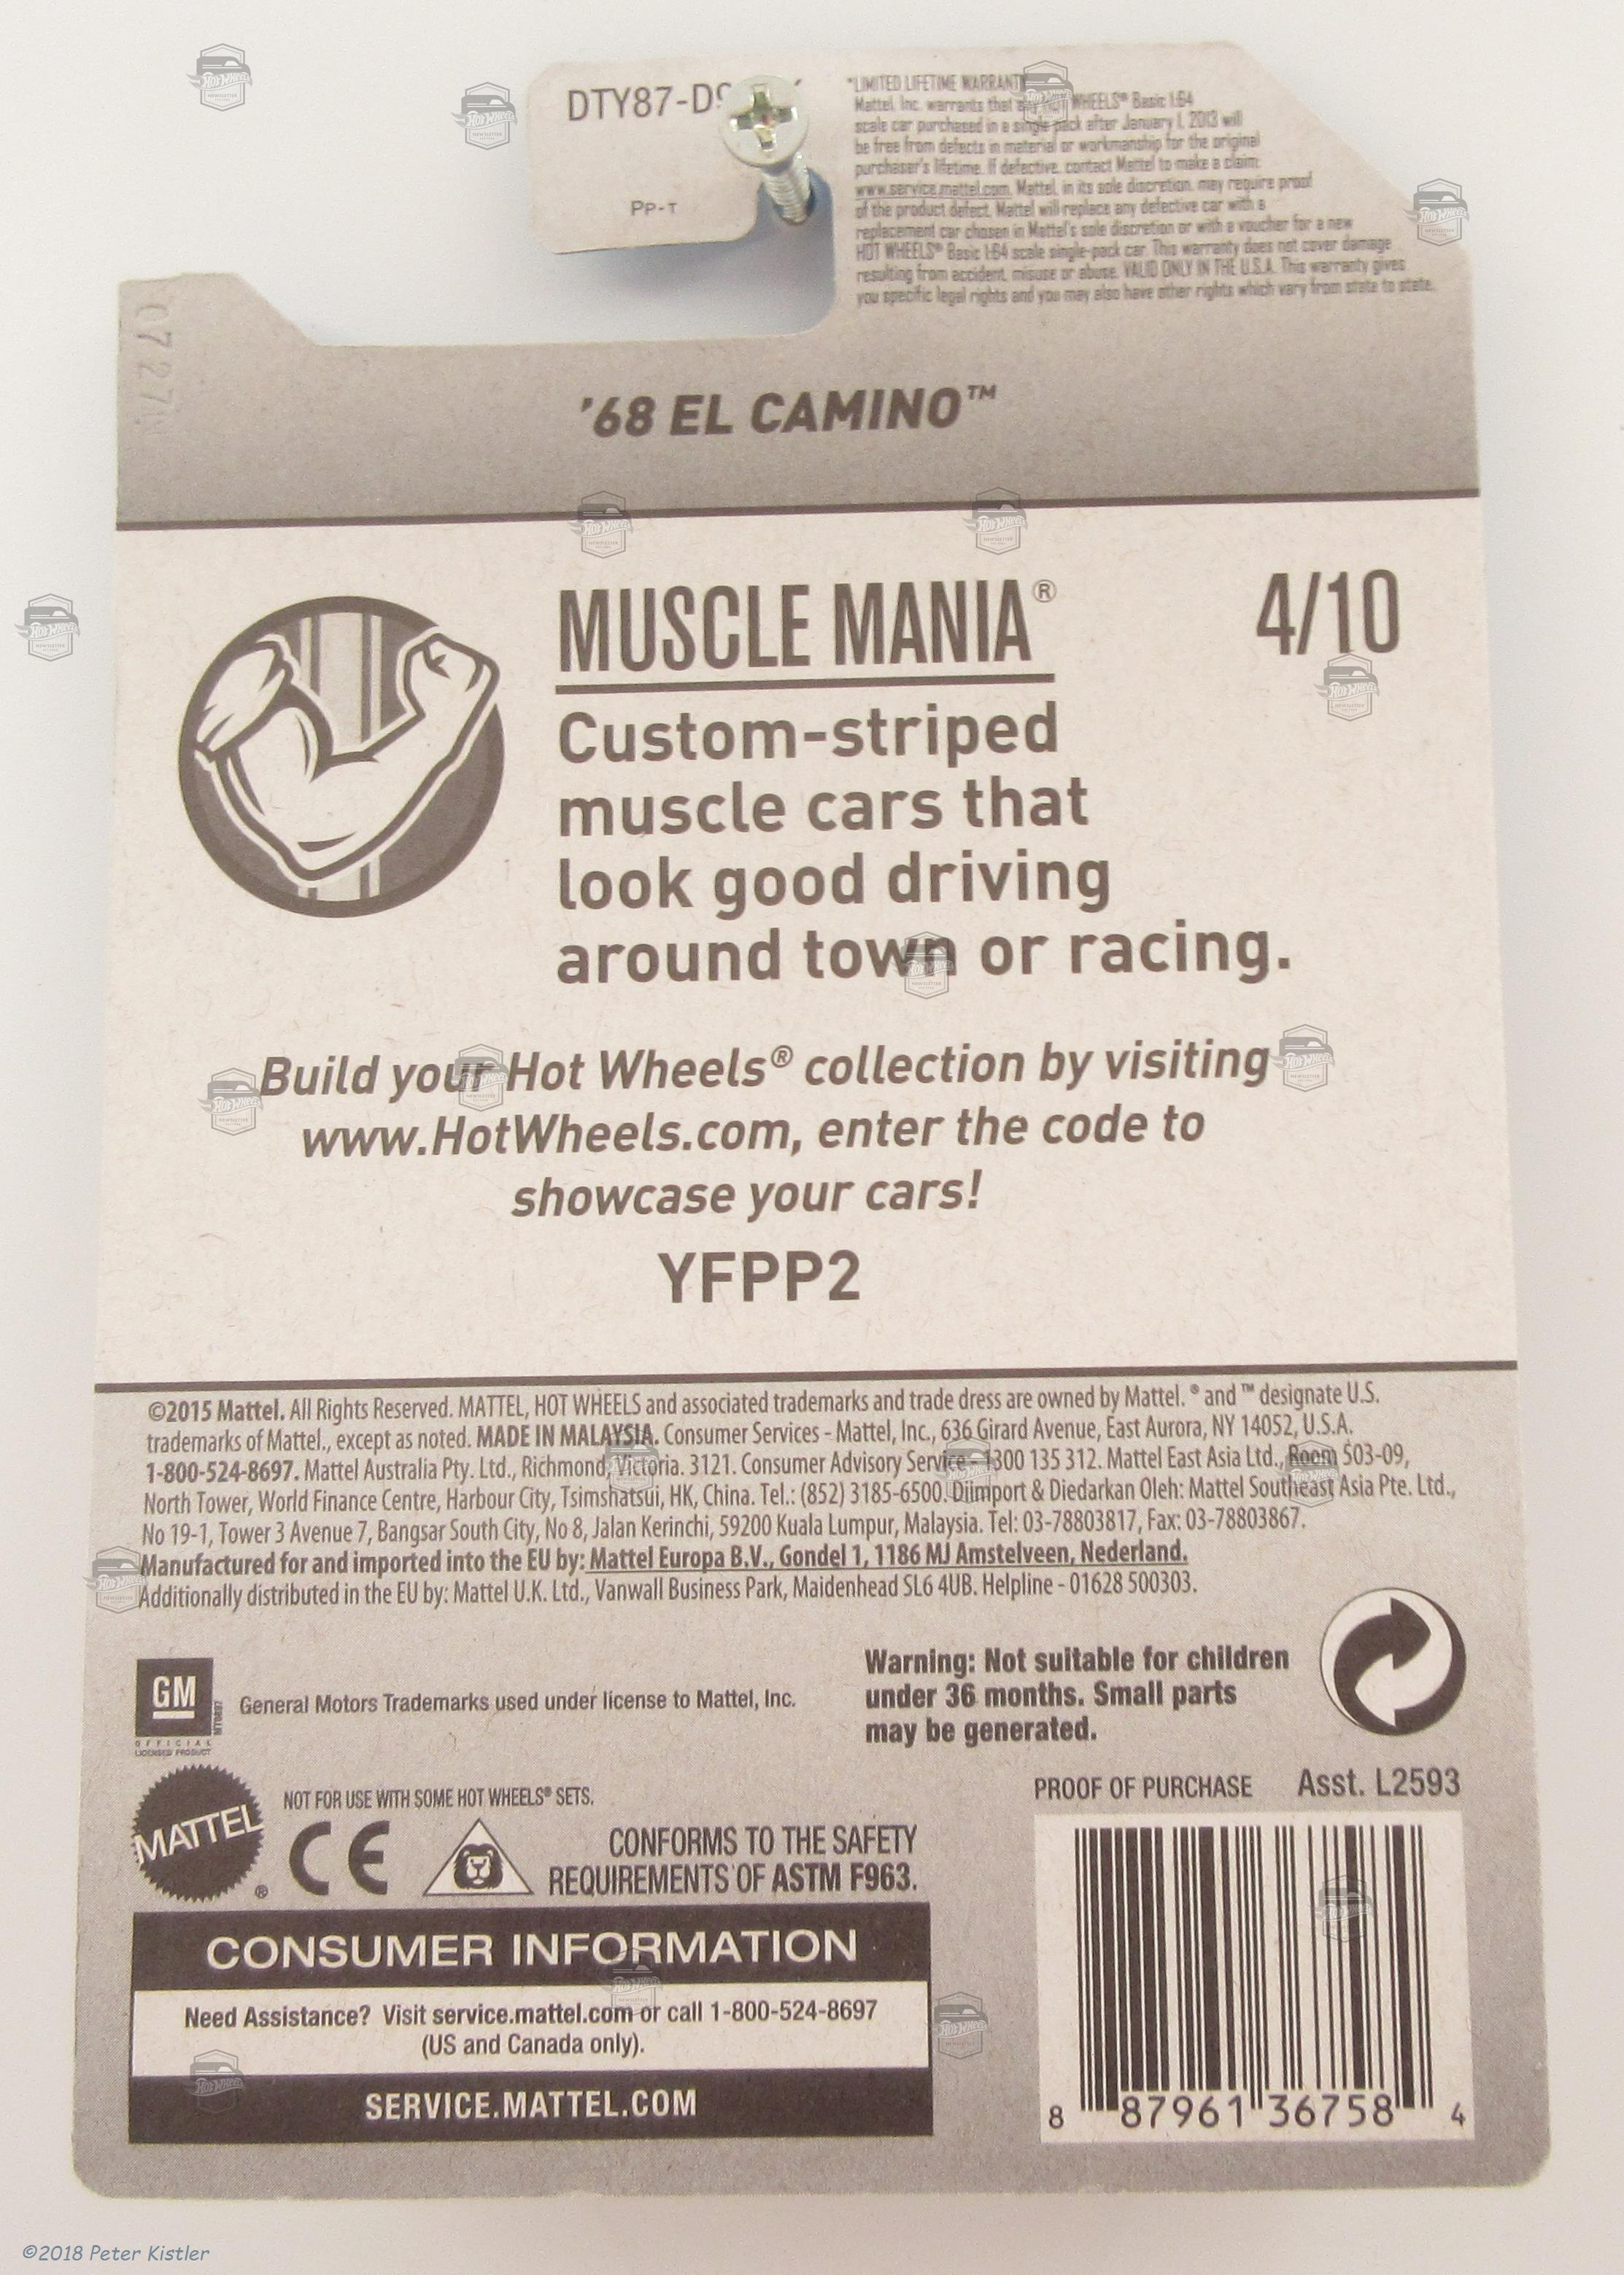 DTY87-D9
PP-T
*LIMITED LIFETIME WARRANTY
Mattel, Inc. warrants that any HOT WHEELS® Basic 1:64
scale car purchased in a single pack after January 1, 2013 will
be free from defects in material or workmanship for the original
purchaser's lifetime. If defective, contact Mattel to make a claim:
www.service.mattel.com. Mattel, in its sole discretion, may require proof
of the product defect. Mattel will replace any defective car with a
replacement car chosen in Mattel's sole discretion or with a voucher for a new
HOT WHEELS® Basic 1:64 scale single-pack car. This warranty does not cover damage
resulting from accident, misuse or abuse. VALID ONLY IN THE U.S.A. This warranty gives
you specific legal rights and you may also have other rights which vary from state to state.
'68 EL CAMINO™
MUSCLE MANIA®
4/10
Custom-striped
muscle cars that
look good driving
around town or racing.
Build your Hot Wheels® collection by visiting
www.HotWheels.com, enter the code to
showcase your cars!
YFPP2
©2015 Mattel. All Rights Reserved. MATTEL, HOT WHEELS and associated trademarks and trade dress are owned by Mattel. ® and ™ designate U.S.
trademarks of Mattel., except as noted. MADE IN MALAYSIA. Consumer Services - Mattel, Inc., 636 Girard Avenue, East Aurora, NY 14052, U.S.A.
1-800-524-8697. Mattel Australia Pty. Ltd., Richmond, Victoria. 3121. Consumer Advisory Service - 1300 135 312. Mattel East Asia Ltd., Room 503-09,
North Tower, World Finance Centre, Harbour City, Tsimshatsui, HK, China. Tel.: (852) 3185-6500. Diimport & Diedarkan Oleh: Mattel Southeast Asia Pte. Ltd.,
No 19-1, Tower 3 Avenue 7, Bangsar South City, No 8, Jalan Kerinchi, 59200 Kuala Lumpur, Malaysia. Tel: 03-78803817, Fax: 03-78803867.
Manufactured for and imported into the EU by: Mattel Europa B.V., Gondel 1, 1186 MJ Amstelveen, Nederland.
Additionally distributed in the EU by: Mattel U.K. Ltd., Vanwall Business Park, Maidenhead SL6 4UB. Helpline - 01628 500303.
GM
OFFICIAL
LICENSED PRODUCT
General Motors Trademarks used under license to Mattel, Inc.
Warning: Not suitable for children
under 36 months. Small parts
may be generated.
MATTEL®
NOT FOR USE WITH SOME HOT WHEELS® SETS.
CE
CONFORMS TO THE SAFETY
REQUIREMENTS OF ASTM F963.
PROOF OF PURCHASE Asst. L2593
CONSUMER INFORMATION
Need Assistance? Visit service.mattel.com or call 1-800-524-8697
(US and Canada only).
SERVICE.MATTEL.COM
8 87961 36758 4
©2018 Peter Kistler